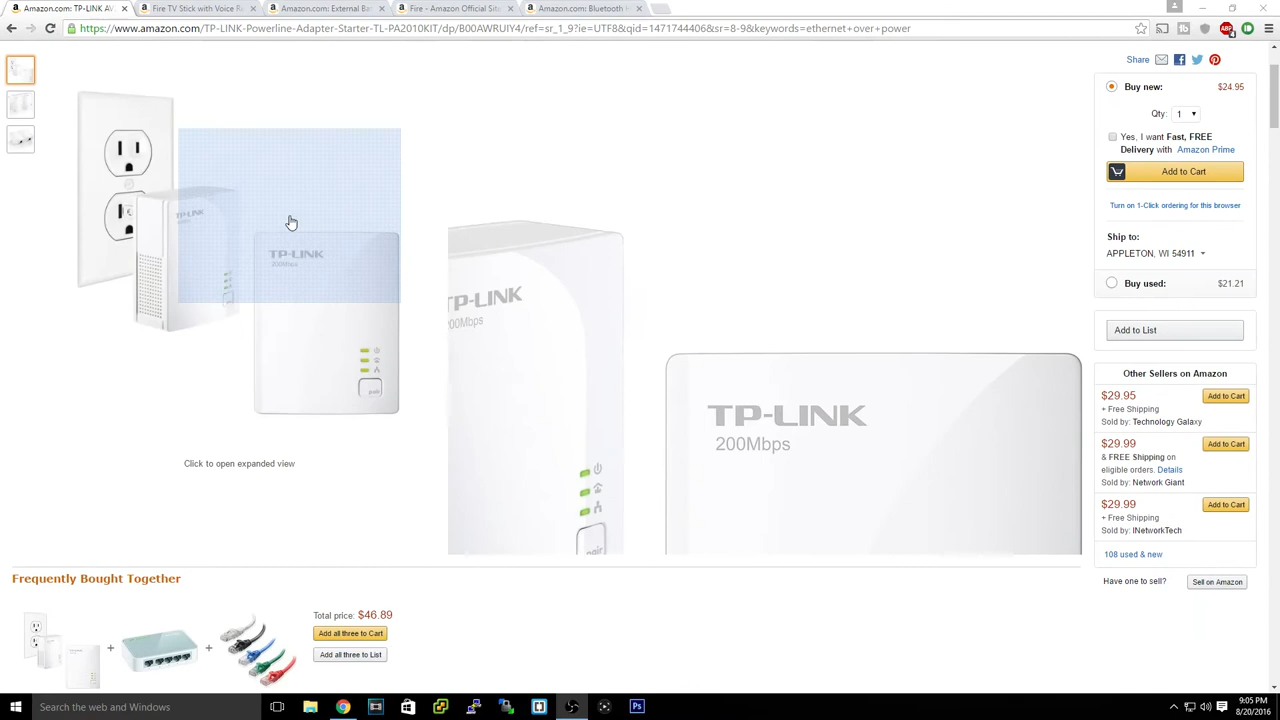 Amazon.com: TP-LINK AV
Fire TV Stick with Voice R
Amazon.com: External Ba
Fire - Amazon Official Site
Amazon.com: Bluetooth H
https://www.amazon.com/TP-LINK-Powerline-Adapter-Starter-TL-PA2010KIT/dp/B00AWRUIY4/ref=sr_1_9?ie=UTF8&qid=1471744406&sr=8-9&keywords=ethernet+over+power
Share
Buy new: $24.95
Qty: 1
Yes, I want Fast, FREE
Delivery with Amazon Prime
Add to Cart
Turn on 1-Click ordering for this browser
Ship to:
APPLETON, WI 54911
Buy used: $21.21
Add to List
Other Sellers on Amazon
$29.95 Add to Cart
+ Free Shipping
Sold by: Technology Galaxy
$29.99 Add to Cart
& FREE Shipping on
eligible orders. Details
Sold by: Network Giant
$29.99 Add to Cart
+ Free Shipping
Sold by: INetworkTech
108 used & new
Have one to sell? Sell on Amazon
TP-LINK
TP-LINK
200Mbps
pair
TP-LINK
200Mbps
pair
TP-LINK
200Mbps
Click to open expanded view
Frequently Bought Together
Total price: $46.89
Add all three to Cart
Add all three to List
+ +
Search the web and Windows
9:05 PM
8/20/2016